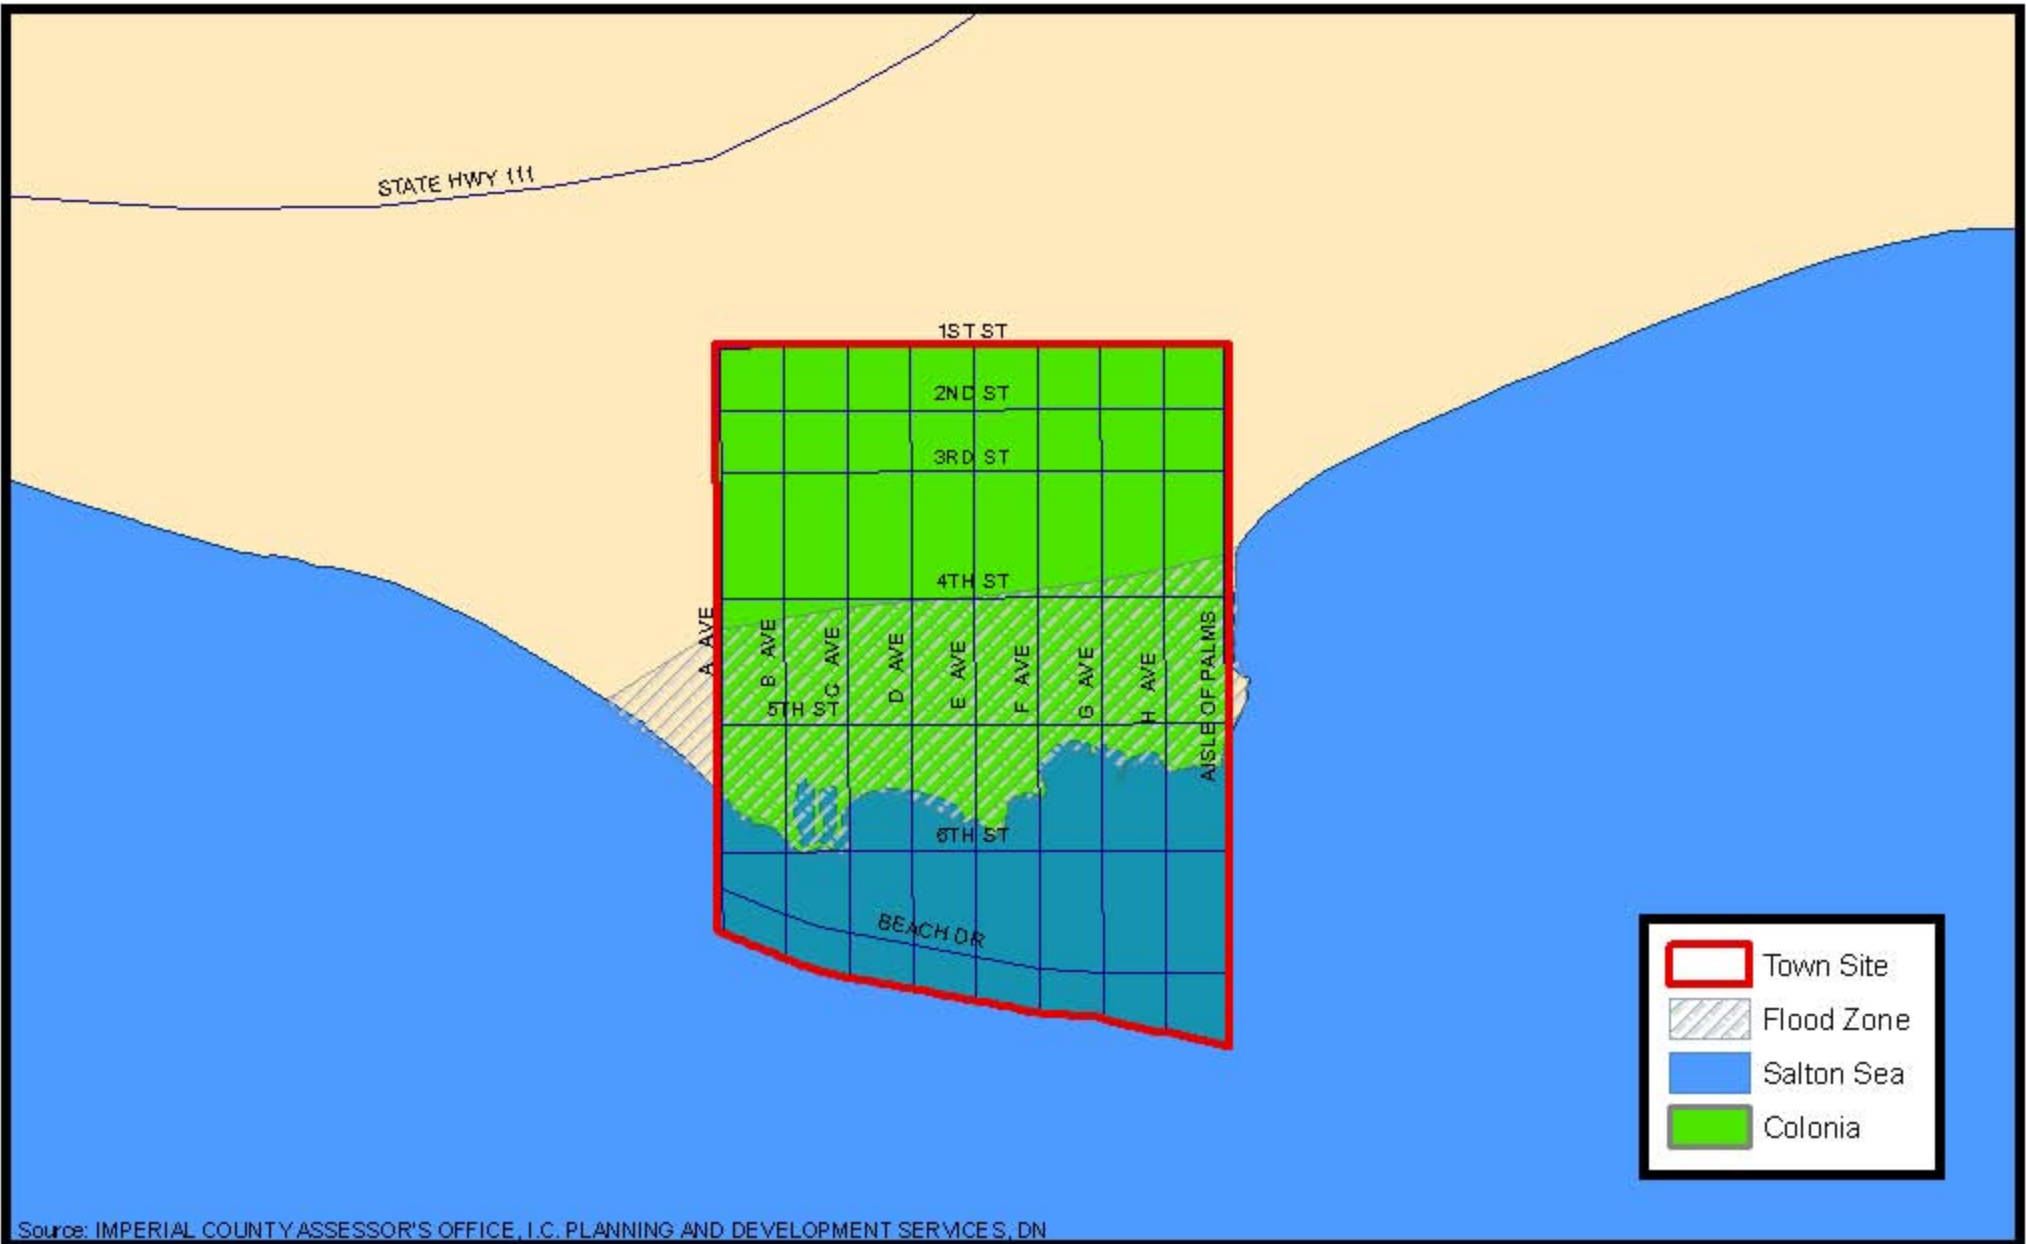 STATE HWY 111
1ST ST
2ND ST
3RD ST
4TH ST
A AVE
B AVE
C AVE
D AVE
E AVE
F AVE
G AVE
H AVE
AISLE OF PALMS
5TH ST
6TH ST
BEACH DR
Town Site
Flood Zone
Salton Sea
Colonia
Source: IMPERIAL COUNTY ASSESSOR'S OFFICE, I.C. PLANNING AND DEVELOPMENT SERVICES, DN